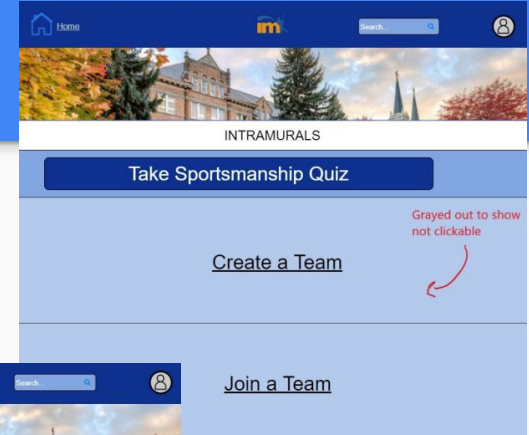 Home
im
Search...
INTRAMURALS
Take Sportsmanship Quiz
Grayed out to show
not clickable
Create a Team
Join a Team
Search...